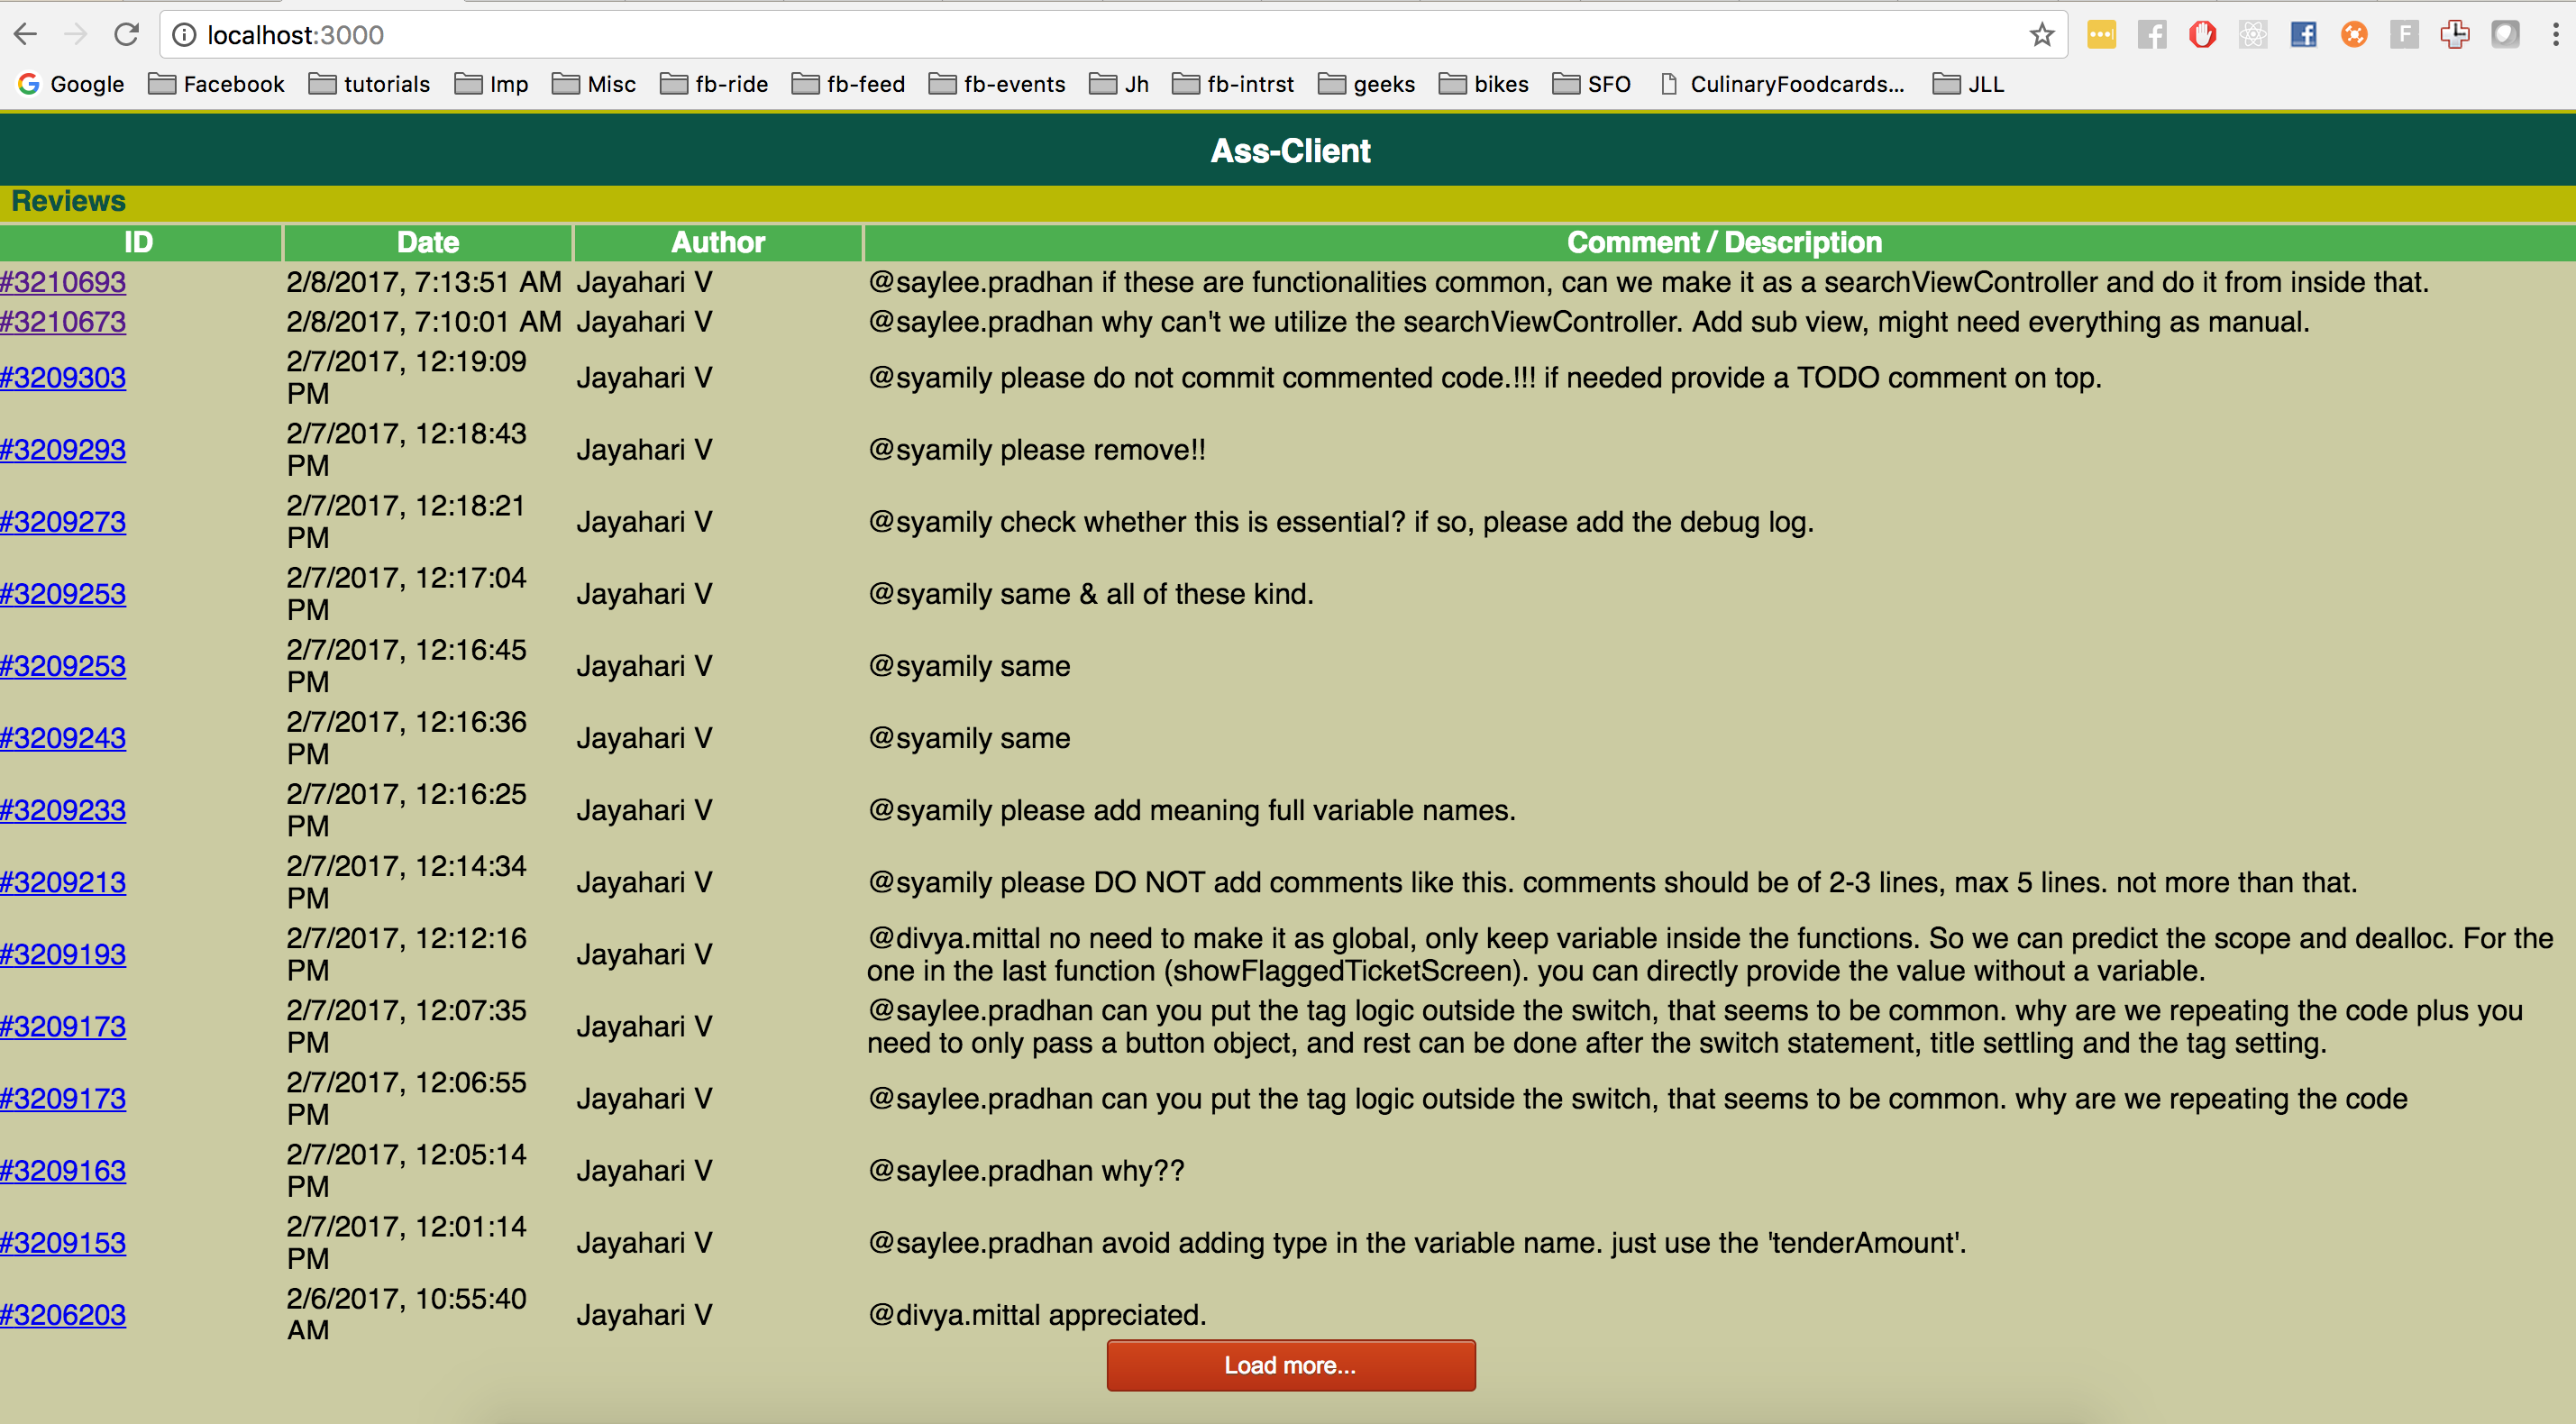 localhost:3000
Google Facebook tutorials Imp Misc fb-ride fb-feed fb-events Jh fb-intrst geeks bikes SFO CulinaryFoodcards... JLL
Ass-Client
Reviews
ID Date Author Comment / Description
#3210693 2/8/2017, 7:13:51 AM Jayahari V @saylee.pradhan if these are functionalities common, can we make it as a searchViewController and do it from inside that.
#3210673 2/8/2017, 7:10:01 AM Jayahari V @saylee.pradhan why can't we utilize the searchViewController. Add sub view, might need everything as manual.
#3209303 2/7/2017, 12:19:09
PM Jayahari V @syamily please do not commit commented code.!!! if needed provide a TODO comment on top.
#3209293 2/7/2017, 12:18:43
PM Jayahari V @syamily please remove!!
#3209273 2/7/2017, 12:18:21
PM Jayahari V @syamily check whether this is essential? if so, please add the debug log.
#3209253 2/7/2017, 12:17:04
PM Jayahari V @syamily same & all of these kind.
#3209253 2/7/2017, 12:16:45
PM Jayahari V @syamily same
#3209243 2/7/2017, 12:16:36
PM Jayahari V @syamily same
#3209233 2/7/2017, 12:16:25
PM Jayahari V @syamily please add meaning full variable names.
#3209213 2/7/2017, 12:14:34
PM Jayahari V @syamily please DO NOT add comments like this. comments should be of 2-3 lines, max 5 lines. not more than that.
#3209193 2/7/2017, 12:12:16
PM Jayahari V @divya.mittal no need to make it as global, only keep variable inside the functions. So we can predict the scope and dealloc. For the
one in the last function (showFlaggedTicketScreen). you can directly provide the value without a variable.
#3209173 2/7/2017, 12:07:35
PM Jayahari V @saylee.pradhan can you put the tag logic outside the switch, that seems to be common. why are we repeating the code plus you
need to only pass a button object, and rest can be done after the switch statement, title settling and the tag setting.
#3209173 2/7/2017, 12:06:55
PM Jayahari V @saylee.pradhan can you put the tag logic outside the switch, that seems to be common. why are we repeating the code
#3209163 2/7/2017, 12:05:14
PM Jayahari V @saylee.pradhan why??
#3209153 2/7/2017, 12:01:14
PM Jayahari V @saylee.pradhan avoid adding type in the variable name. just use the 'tenderAmount'.
#3206203 2/6/2017, 10:55:40
AM Jayahari V @divya.mittal appreciated.
Load more...